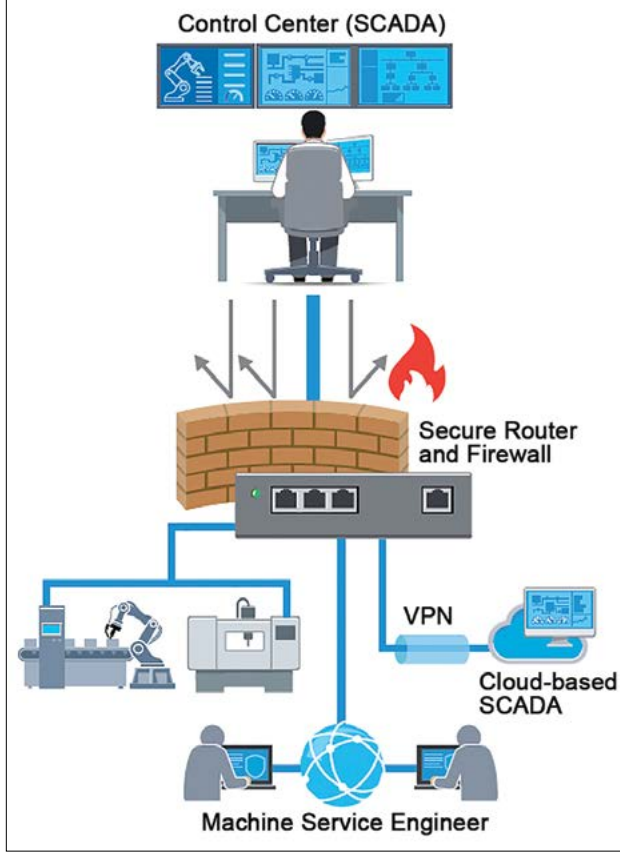 Control Center (SCADA)
Secure Router
and Firewall
VPN
Cloud-based
SCADA
Machine Service Engineer